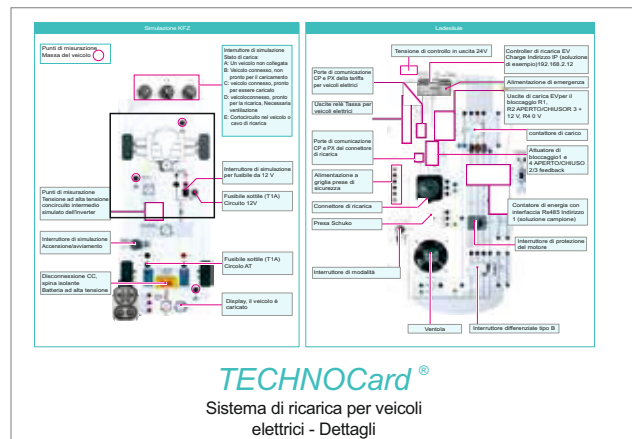 Simulazione KFZ
Punti di misurazione
Massa del veicolo
Interruttore di simulazione
Stato di carica:
A: Un veicolo non collegata
B: Veicolo connesso, non
pronto per il caricamento
C: veicolo connesso, pronto
per essere caricato
D: veicoloconnesso, pronto
per la ricarica, Necessaria
ventilazione
E: Cortocircuito nel veicolo o
cavo di ricarica
Interruttore di simulazione
per fusibile da 12 V
Fusibile sottile (T1A)
Circuito 12V
Punti di misurazione
Tensione ad alta tensione
concircuito intermedio
simulato dell'inverter
Interruttore di simulazione
Accensione/avviamento
Fusibile sottile (T1A)
Circolo AT
Disconnessione CC,
spina isolante
Batteria ad alta tensione
Display, il veicolo è
caricato
Ladesäule
Tensione di controllo in uscita 24V
Controller di ricarica EV
Charge Indirizzo IP (soluzione
di esempio)192.168.2.12
Porte di comunicazione
CP e PX della tariffa
per veicoli elettrici
Alimentazione di emergenza
Uscite relè Tassa per
veicoli elettrici
Uscite di carica EVper il
bloccaggio R1,
R2 APERTO/CHIUSOR 3 +
12 V, R4 0 V
contattore di carico
Porte di comunicazione
CP e PX del connettore
di ricarica
Attuatore di
bloccaggio1 e
4 APERTO/CHIUSO
2/3 feedback
Alimentazione a
griglia prese di
sicurezza
Connettore di ricarica
Presa Schuko
Contatore di energia con
interfaccia Rs485 Indirizzo
1 (soluzione campione)
Interruttore di protezione
del motore
Interruttore di modalità
Ventola
Interruttore differenziale tipo B
TECHNOCard ®
Sistema di ricarica per veicoli
elettrici - Dettagli